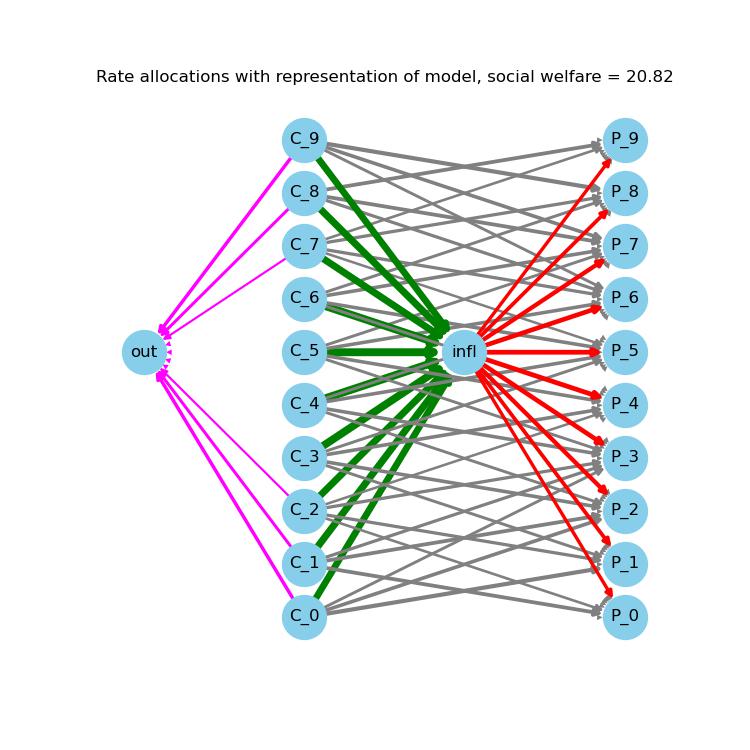 Rate allocations with representation of model, social welfare = 20.82
C_9 P_9
C_8 P_8
C_7 P_7
C_6 P_6
out C_5 infl P_5
C_4 P_4
C_3 P_3
C_2 P_2
C_1 P_1
C_0 P_0